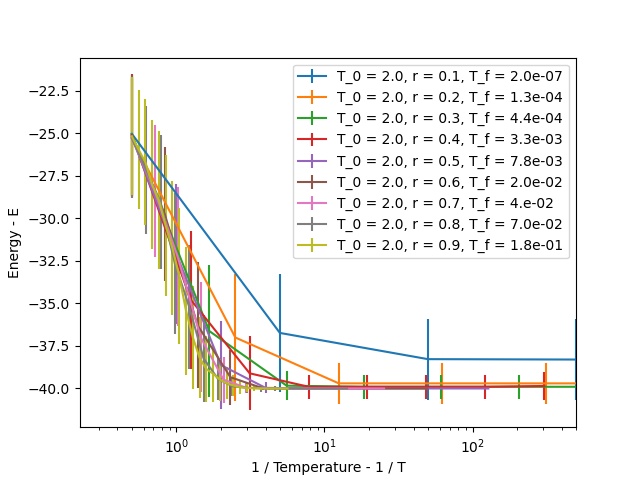 T_0 = 2.0, r = 0.1, T_f = 2.0e-07
T_0 = 2.0, r = 0.2, T_f = 1.3e-04
T_0 = 2.0, r = 0.3, T_f = 4.4e-04
T_0 = 2.0, r = 0.4, T_f = 3.3e-03
T_0 = 2.0, r = 0.5, T_f = 7.8e-03
T_0 = 2.0, r = 0.6, T_f = 2.0e-02
T_0 = 2.0, r = 0.7, T_f = 4.e-02
T_0 = 2.0, r = 0.8, T_f = 7.0e-02
T_0 = 2.0, r = 0.9, T_f = 1.8e-01
Energy - E
−22.5
−25.0
−27.5
−30.0
−32.5
−35.0
−37.5
−40.0
10⁰ 10¹ 10²
1 / Temperature - 1 / T